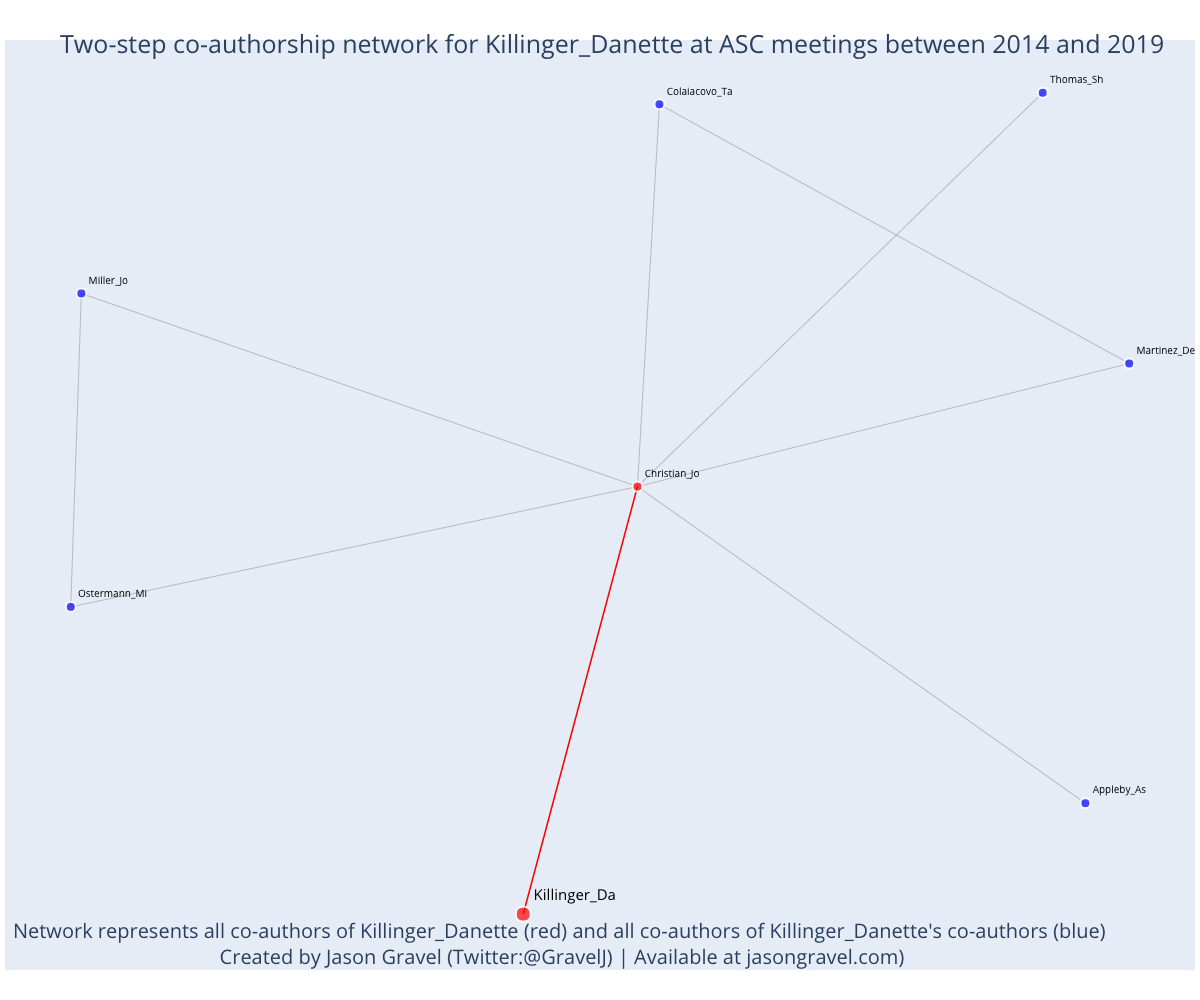 Two-step co-authorship network for Killinger_Danette at ASC meetings between 2014 and 2019
Thomas_Sh
Colaiacovo_Ta
Miller_Jo
Martinez_De
Christian_Jo
Ostermann_Mi
Appleby_As
Killinger_Da
Network represents all co-authors of Killinger_Danette (red) and all co-authors of Killinger_Danette's co-authors (blue)
Created by Jason Gravel (Twitter:@GravelJ) | Available at jasongravel.com)